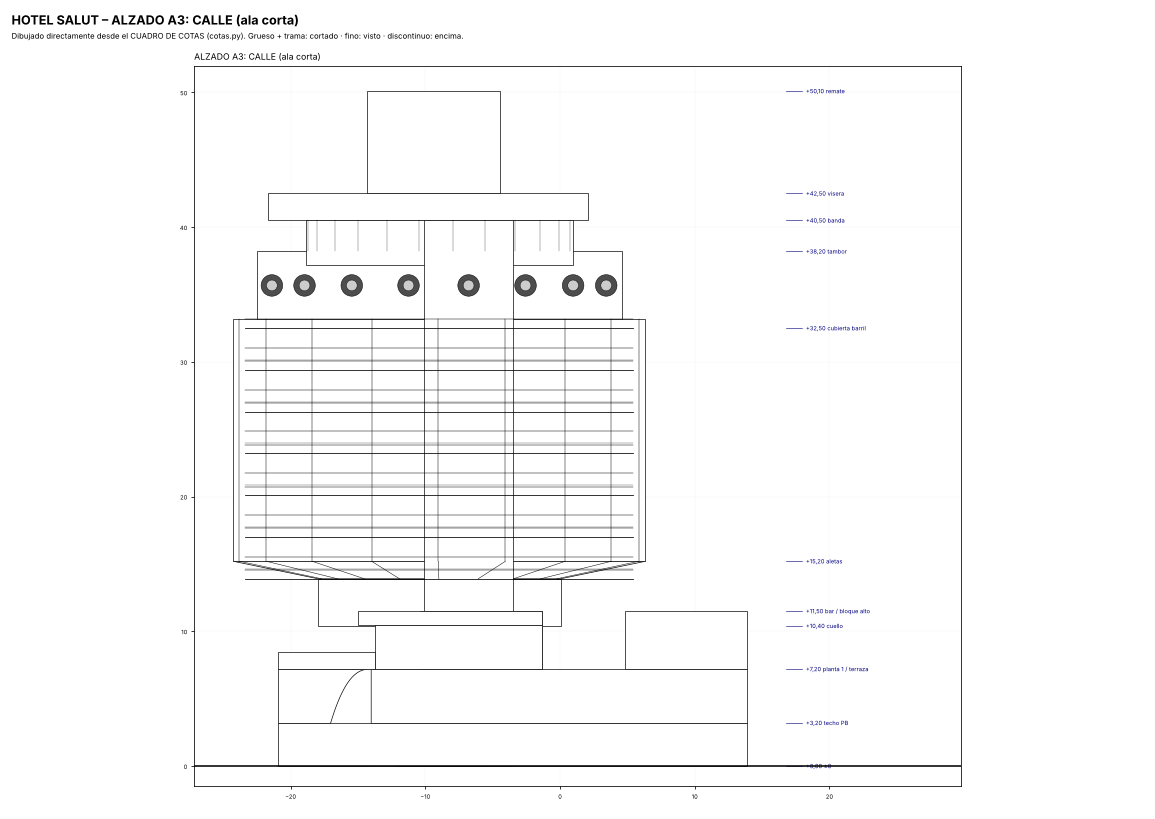 HOTEL SALUT – ALZADO A3: CALLE (ala corta)
Dibujado directamente desde el CUADRO DE COTAS (cotas.py). Grueso + trama: cortado · fino: visto · discontinuo: encima.
ALZADO A3: CALLE (ala corta)
50
+50,10 remate
+42,50 visera
+40,50 banda
40
+38,20 tambor
+32,50 cubierta barril
30
20
+15,20 aletas
+11,50 bar / bloque alto
+10,40 cuello
10
+7,20 planta 1 / terraza
+3,20 techo PB
0
−20
−10
0
10
20